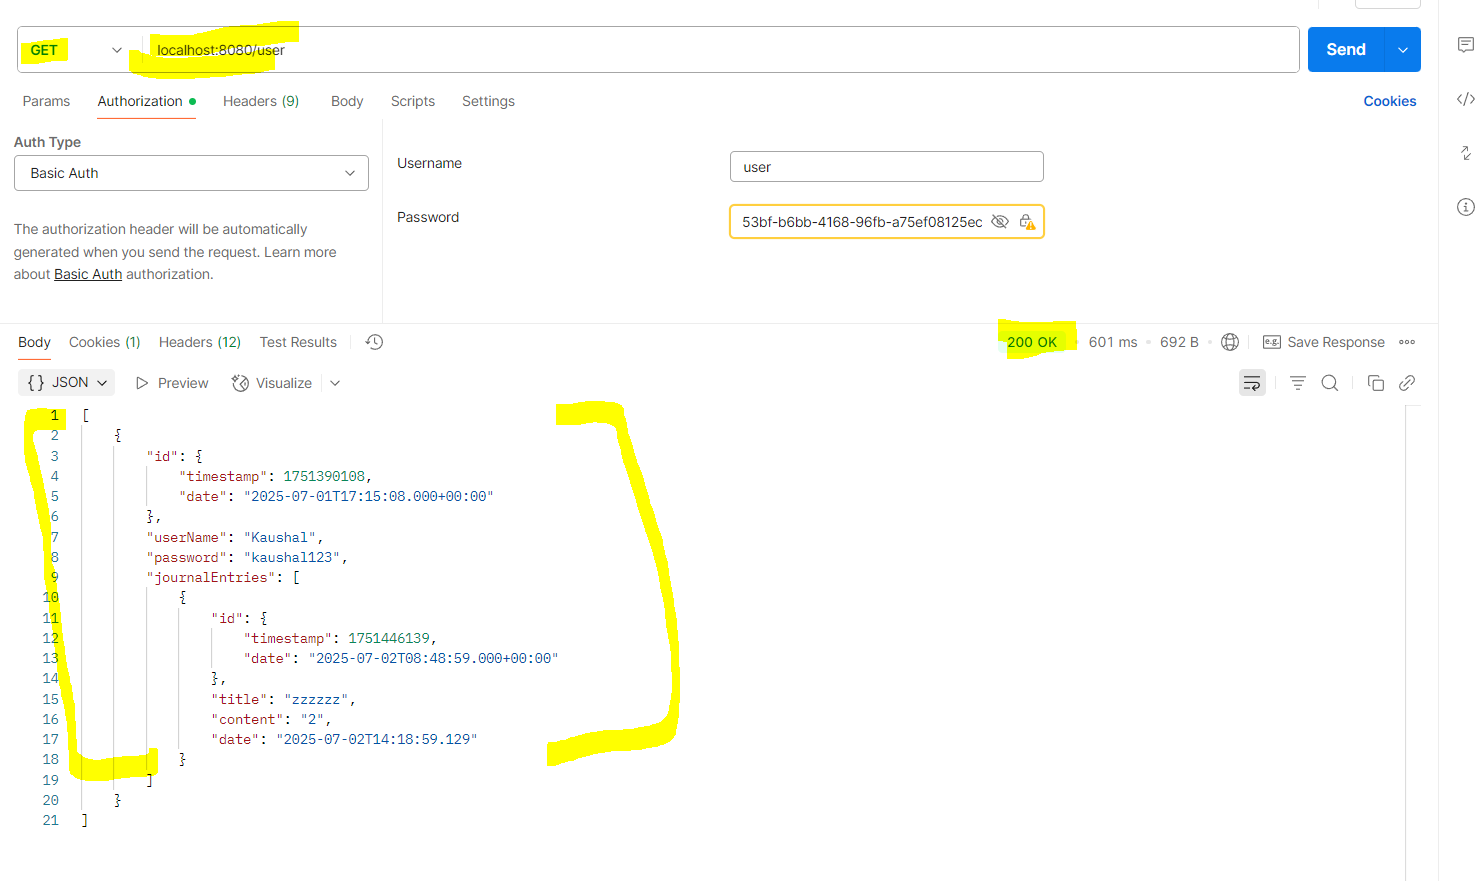 GET localhost:8080/user Send
Params Authorization Headers (9) Body Scripts Settings Cookies
Auth Type
Basic Auth
The authorization header will be automatically
generated when you send the request. Learn more
about Basic Auth authorization.
Username user
Password 53bf-b6bb-4168-96fb-a75ef08125ec
Body Cookies (1) Headers (12) Test Results 200 OK • 601 ms • 692 B • e.g. Save Response
{} JSON Preview Visualize
1 [
2 {
3 "id": {
4 "timestamp": 1751390108,
5 "date": "2025-07-01T17:15:08.000+00:00"
6 },
7 "userName": "Kaushal",
8 "password": "kaushal123",
9 "journalEntries": [
10 {
11 "id": {
12 "timestamp": 1751446139,
13 "date": "2025-07-02T08:48:59.000+00:00"
14 },
15 "title": "zzzzzz",
16 "content": "2",
17 "date": "2025-07-02T14:18:59.129"
18 }
19 ]
20 }
21 ]